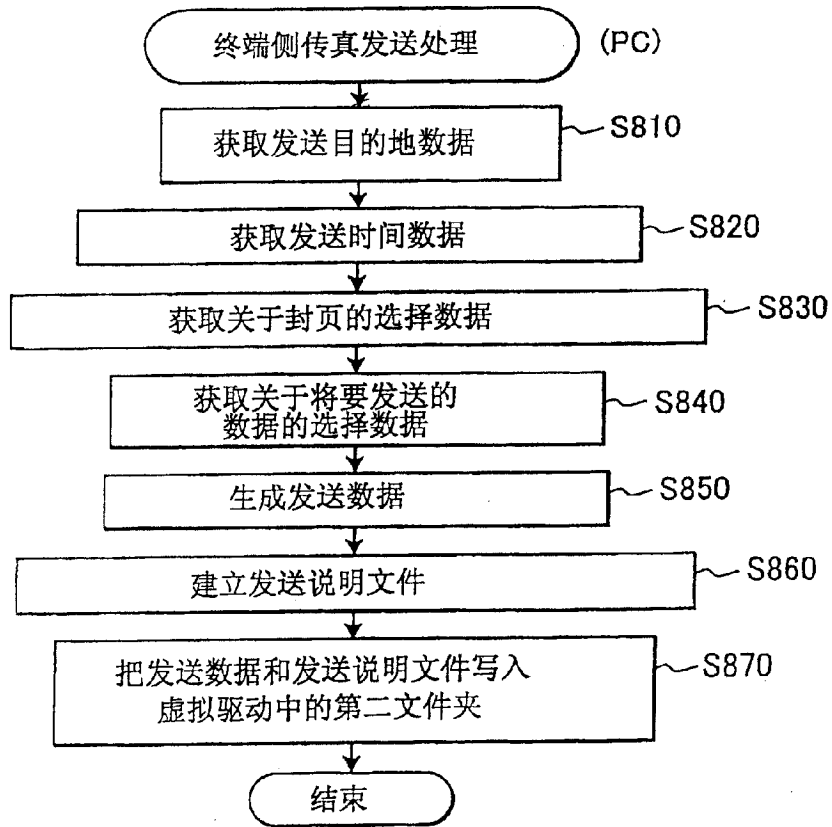 终端侧传真发送处理 (PC)
获取发送目的地数据 S810
获取发送时间数据 S820
获取关于封页的选择数据 S830
获取关于将要发送的
数据的选择数据 S840
生成发送数据 S850
建立发送说明文件 S860
把发送数据和发送说明文件写入 S870
虚拟驱动中的第二文件夹
结束